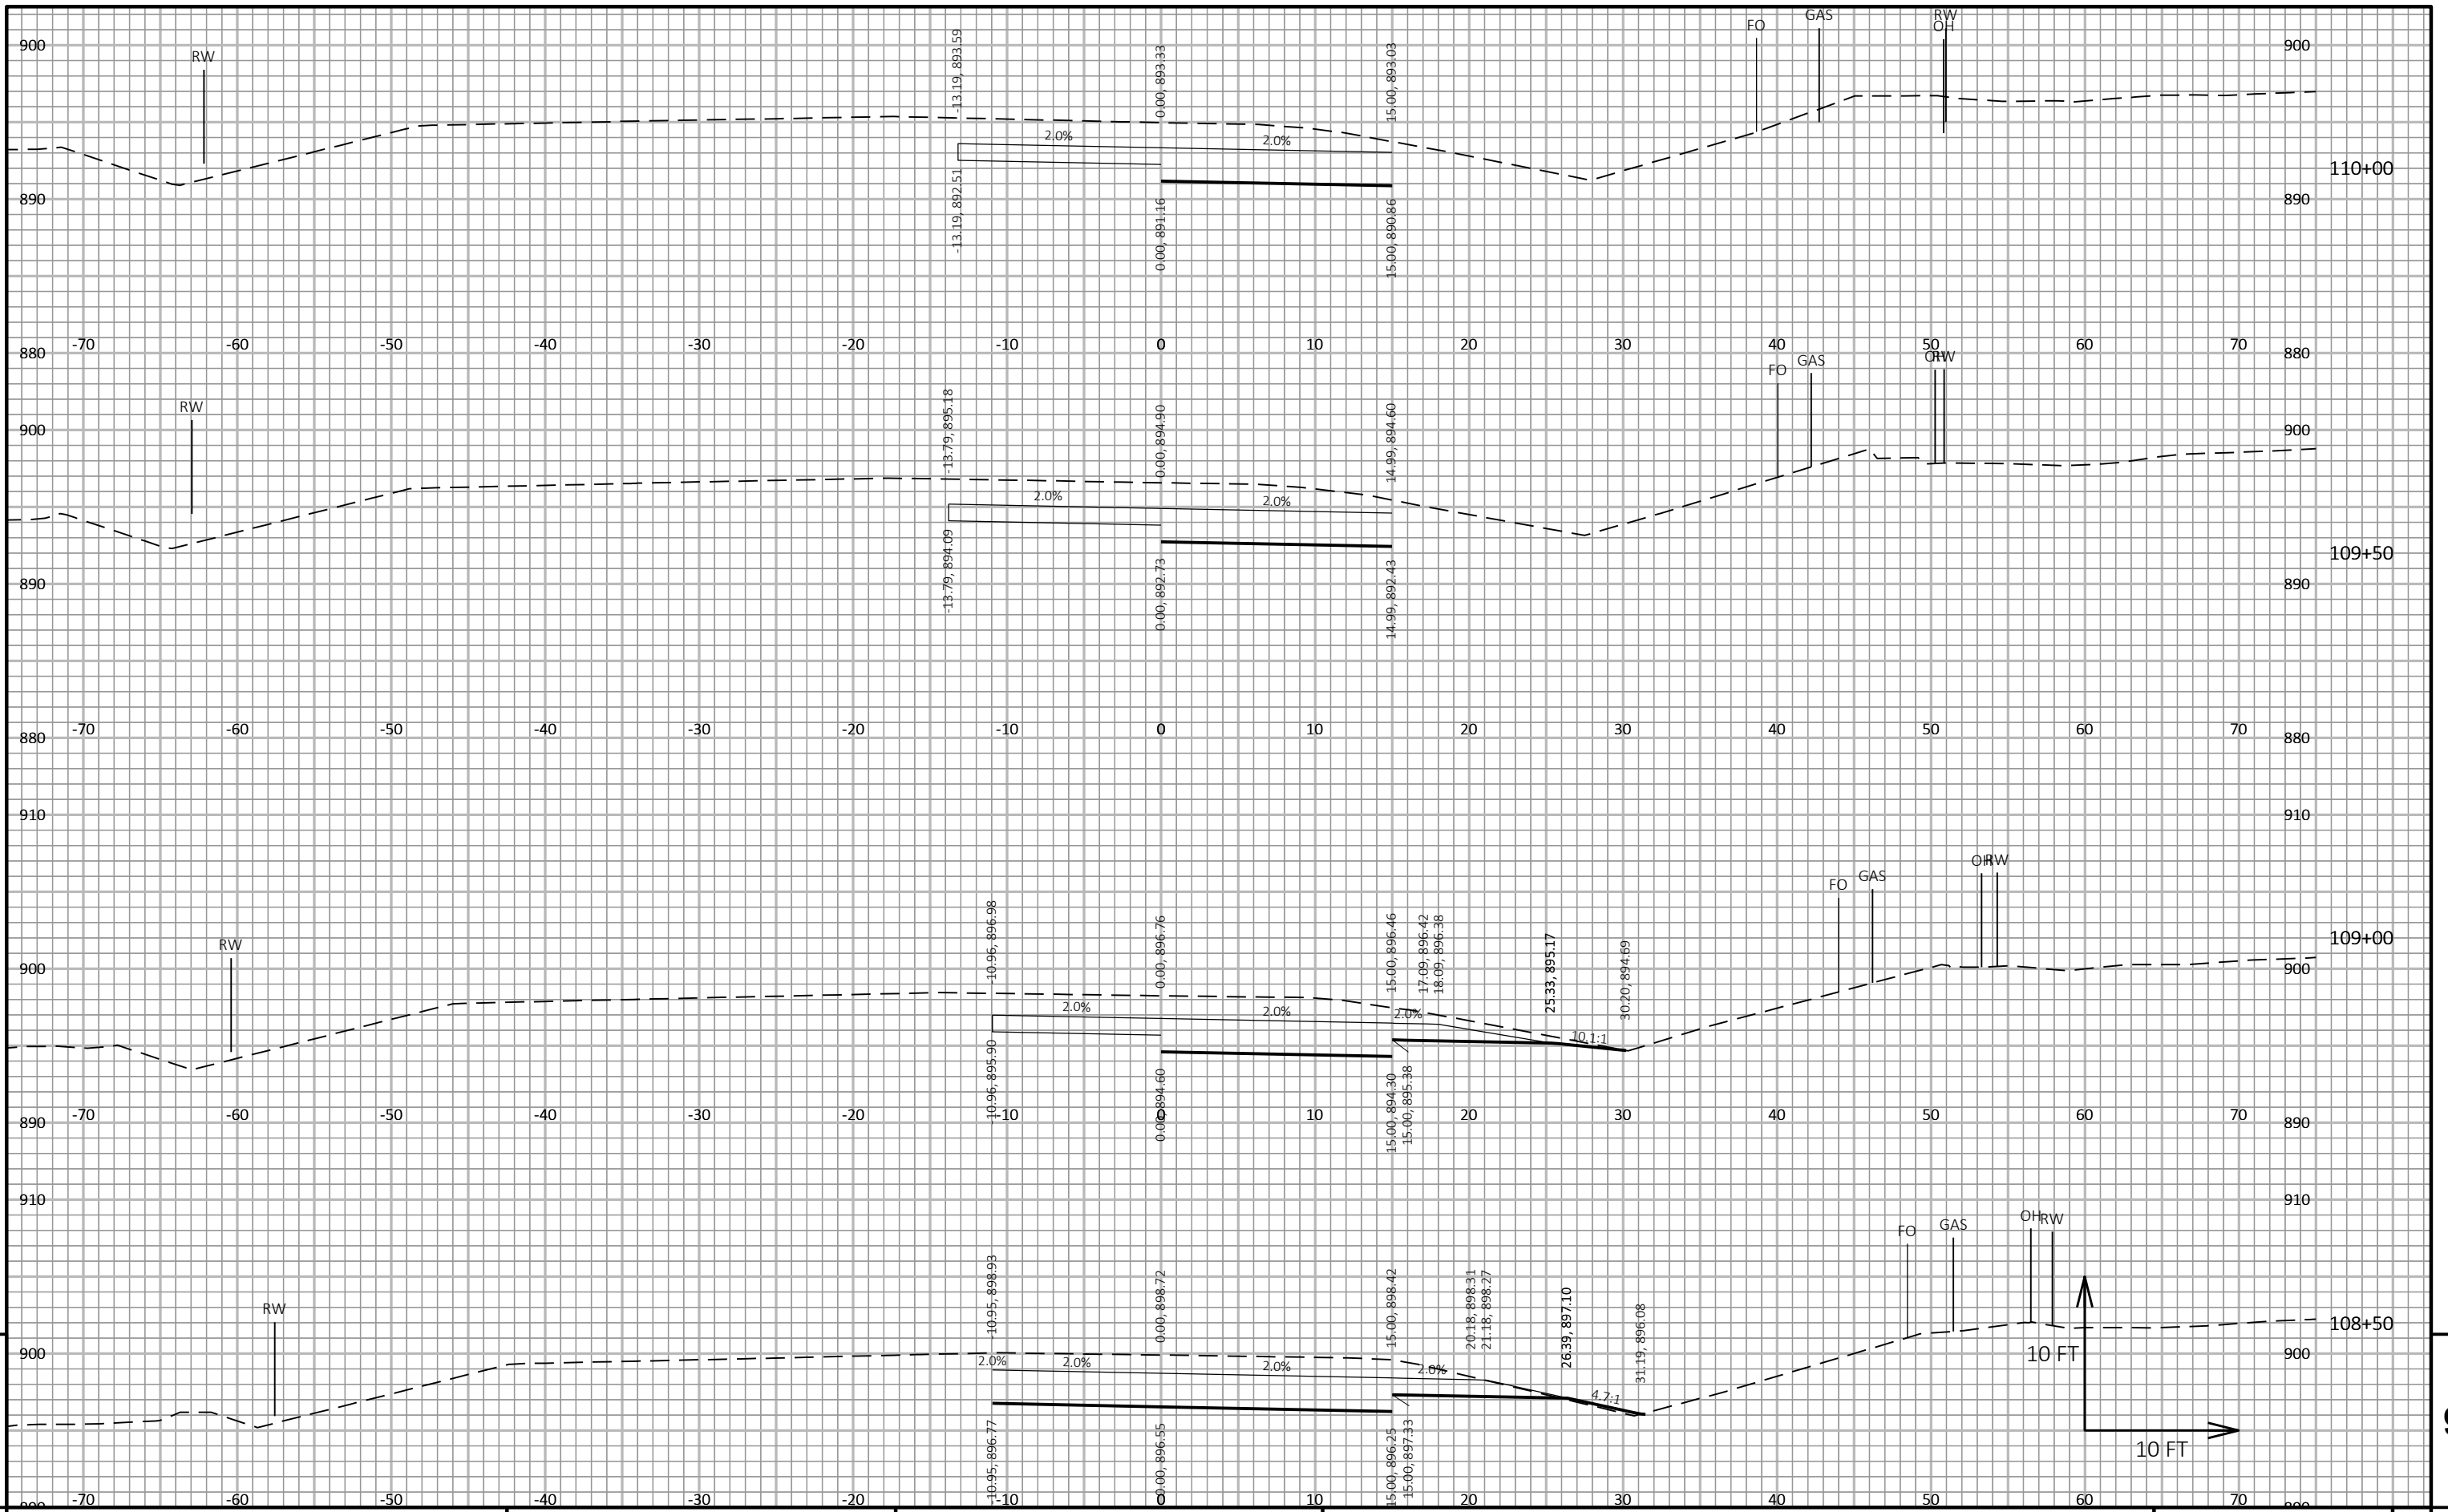 FO GAS RW
OH
RW
900 900
-13.19, 893.59 0.00, 893.33 15.00, 893.03
2.0% 2.0%
110+00
890 890
-13.19, 892.51 0.00, 891.16 15.00, 890.86
880 -70 -60 -50 -40 -30 -20 -10 0 10 20 30 40 50 60 70 880
FO GAS OH RW
RW
900 900
-13.79, 895.18 0.00, 894.90 14.99, 894.60
2.0% 2.0%
109+50
890 890
-13.79, 894.09 0.00, 892.73 14.99, 892.43
880 -70 -60 -50 -40 -30 -20 -10 0 10 20 30 40 50 60 70 880
910 910
FO GAS OH RW
RW
109+00
900 900
-10.96, 896.98 0.00, 896.76 15.00, 896.46 17.09, 896.42 18.09, 896.38 25.33, 895.17 30.20, 894.69
2.0% 2.0% 2.0% 10.1:1
-10.96, 895.90 0.00, 894.60 15.00, 894.30 15.00, 895.38
890 -70 -60 -50 -40 -30 -20 -10 0 10 20 30 40 50 60 70 890
910 910
FO GAS OH RW
RW
108+50
900 900
-10.95, 898.93 0.00, 898.72 15.00, 898.42 20.18, 898.31 21.18, 898.27 26.39, 897.10 31.19, 896.08
2.0% 2.0% 2.0% 2.0% 4.7:1
-10.95, 896.77 0.00, 896.55 15.00, 896.25 15.00, 897.33
10 FT
10 FT
-70 -60 -50 -40 -30 -20 -10 0 10 20 30 40 50 60 70